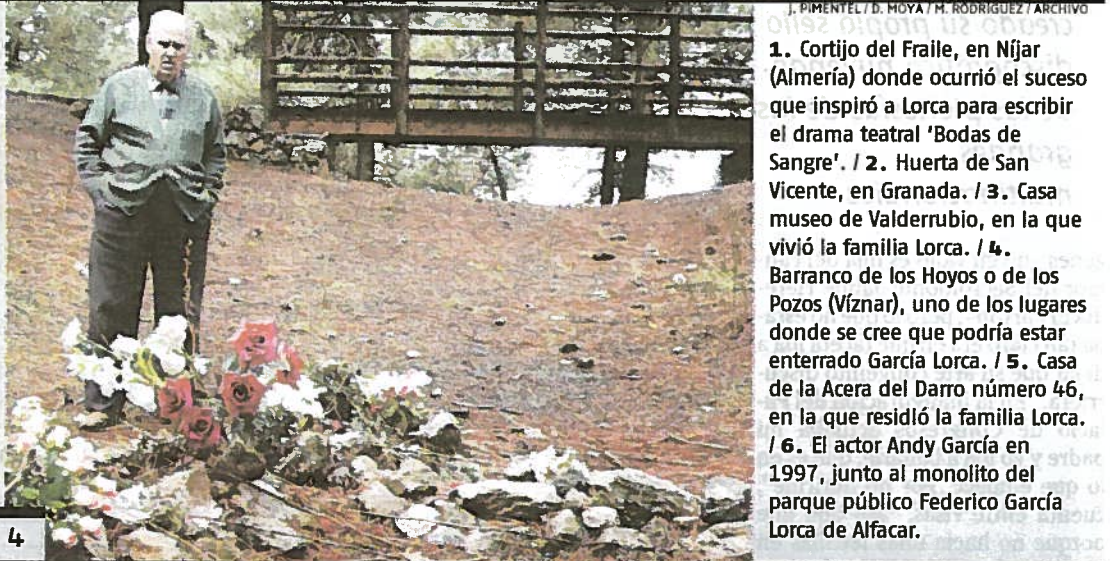 J. PIMENTEL / D. MOYA / M. RODRÍGUEZ / ARCHIVO
1. Cortijo del Fraile, en Níjar
(Almería) donde ocurrió el suceso
que inspiró a Lorca para escribir
el drama teatral 'Bodas de
Sangre'. / 2. Huerta de San
Vicente, en Granada. / 3. Casa
museo de Valderrubio, en la que
vivió la familia Lorca. / 4.
Barranco de los Hoyos o de los
Pozos (Víznar), uno de los lugares
donde se cree que podría estar
enterrado García Lorca. / 5. Casa
de la Acera del Darro número 46,
en la que residió la familia Lorca.
/ 6. El actor Andy García en
1997, junto al monolito del
parque público Federico García
Lorca de Alfacar.
4